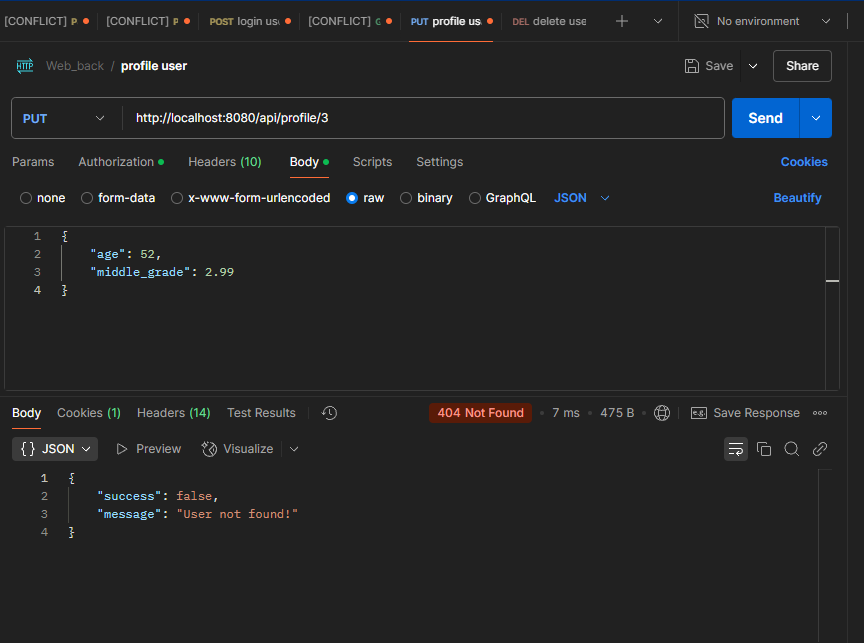 [CONFLICT] P [CONFLICT] P POST login us [CONFLICT] G PUT profile us DEL delete use No environment
HTTP Web_back / profile user Save Share
PUT http://localhost:8080/api/profile/3 Send
Params Authorization Headers (10) Body Scripts Settings Cookies
none form-data x-www-form-urlencoded raw binary GraphQL JSON Beautify
1 {
2 "age": 52,
3 "middle_grade": 2.99
4 }
Body Cookies (1) Headers (14) Test Results 404 Not Found • 7 ms • 475 B • e.g. Save Response
{} JSON Preview Visualize
1 {
2 "success": false,
3 "message": "User not found!"
4 }